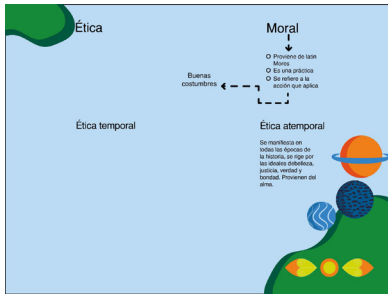 Ética
Moral
Proviene de latín
Mores
Es una práctica
Se refiere a la
acción que aplica
Buenas
costumbres
Ética temporal
Ética atemporal
Se manifiesta en
todas las épocas de
la historia, se rige por
las ideales debelleza,
justicia, verdad y
bondad. Provienen del
alma.